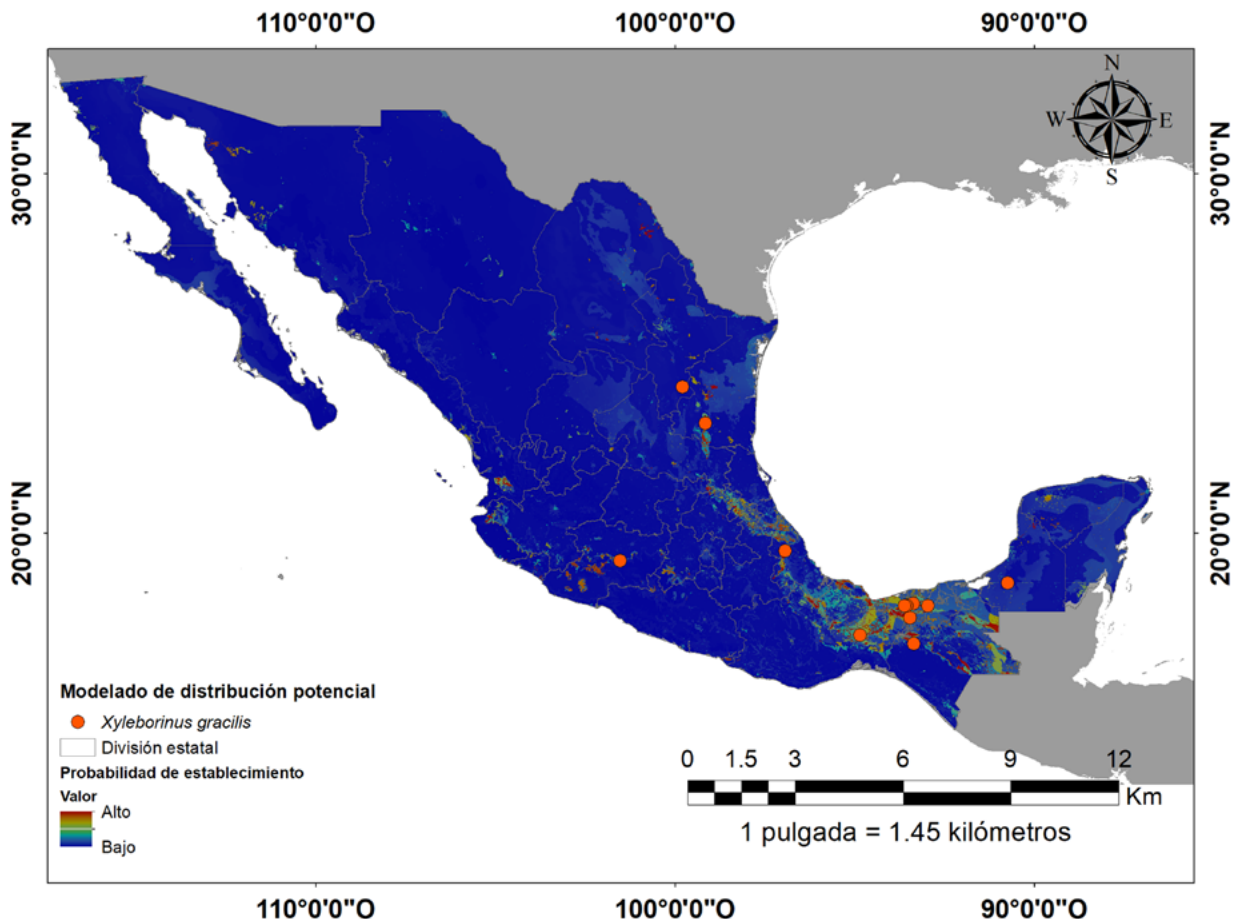 110°0'0"O 100°0'0"O 90°0'0"O
N
W E
S
30°0'0"N 30°0'0"N
20°0'0"N 20°0'0"N
Modelado de distribución potencial
Xyleborinus gracilis
División estatal
Probabilidad de establecimiento
Valor
Alto
Bajo
0 1.5 3 6 9 12
Km
1 pulgada = 1.45 kilómetros
110°0'0"O 100°0'0"O 90°0'0"O